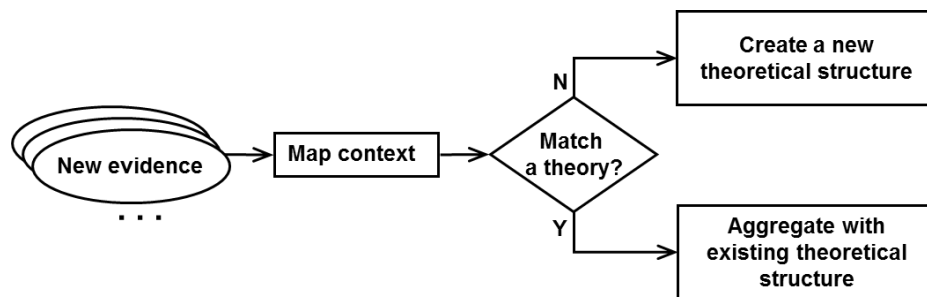 New evidence
. . .
Map context
Match
a theory?
N
Create a new
theoretical structure
Y
Aggregate with
existing theoretical
structure